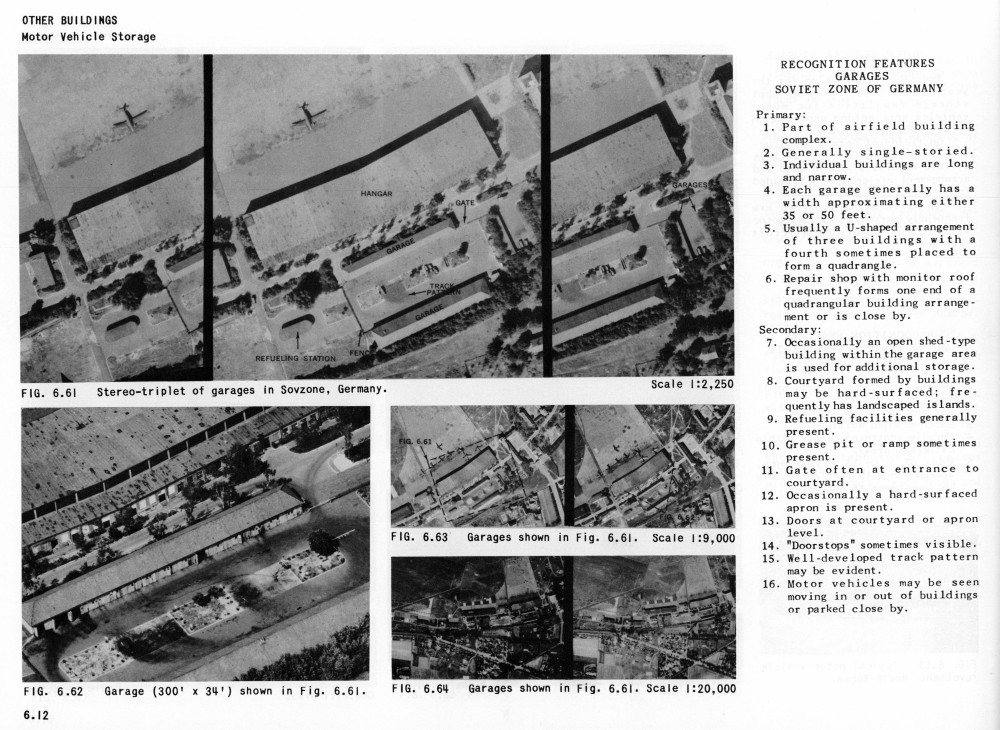 OTHER BUILDINGS
Motor Vehicle Storage
HANGAR
GATE
GARAGES
GARAGE
TRACK
PATTERN
GARAGE
FENCE
REFUELING STATION
FIG. 6.61 Stereo-triplet of garages in Sovzone, Germany.
Scale 1:2,250
FIG. 6.62 Garage (300' x 34') shown in Fig. 6.61.
FIG. 6.61
FIG. 6.63 Garages shown in Fig. 6.61. Scale 1:9,000
FIG. 6.64 Garages shown in Fig. 6.61. Scale 1:20,000
6.12
RECOGNITION FEATURES
GARAGES
SOVIET ZONE OF GERMANY
Primary:
1. Part of airfield building
complex.
2. Generally single-storied.
3. Individual buildings are long
and narrow.
4. Each garage generally has a
width approximating either
35 or 50 feet.
5. Usually a U-shaped arrangement
of three buildings with a
fourth sometimes placed to
form a quadrangle.
6. Repair shop with monitor roof
frequently forms one end of a
quadrangular building arrange-
ment or is close by.
Secondary:
7. Occasionally an open shed-type
building within the garage area
is used for additional storage.
8. Courtyard formed by buildings
may be hard-surfaced; fre-
quently has landscaped islands.
9. Refueling facilities generally
present.
10. Grease pit or ramp sometimes
present.
11. Gate often at entrance to
courtyard.
12. Occasionally a hard-surfaced
apron is present.
13. Doors at courtyard or apron
level.
14. "Doorstops" sometimes visible.
15. Well-developed track pattern
may be evident.
16. Motor vehicles may be seen
moving in or out of buildings
or parked close by.